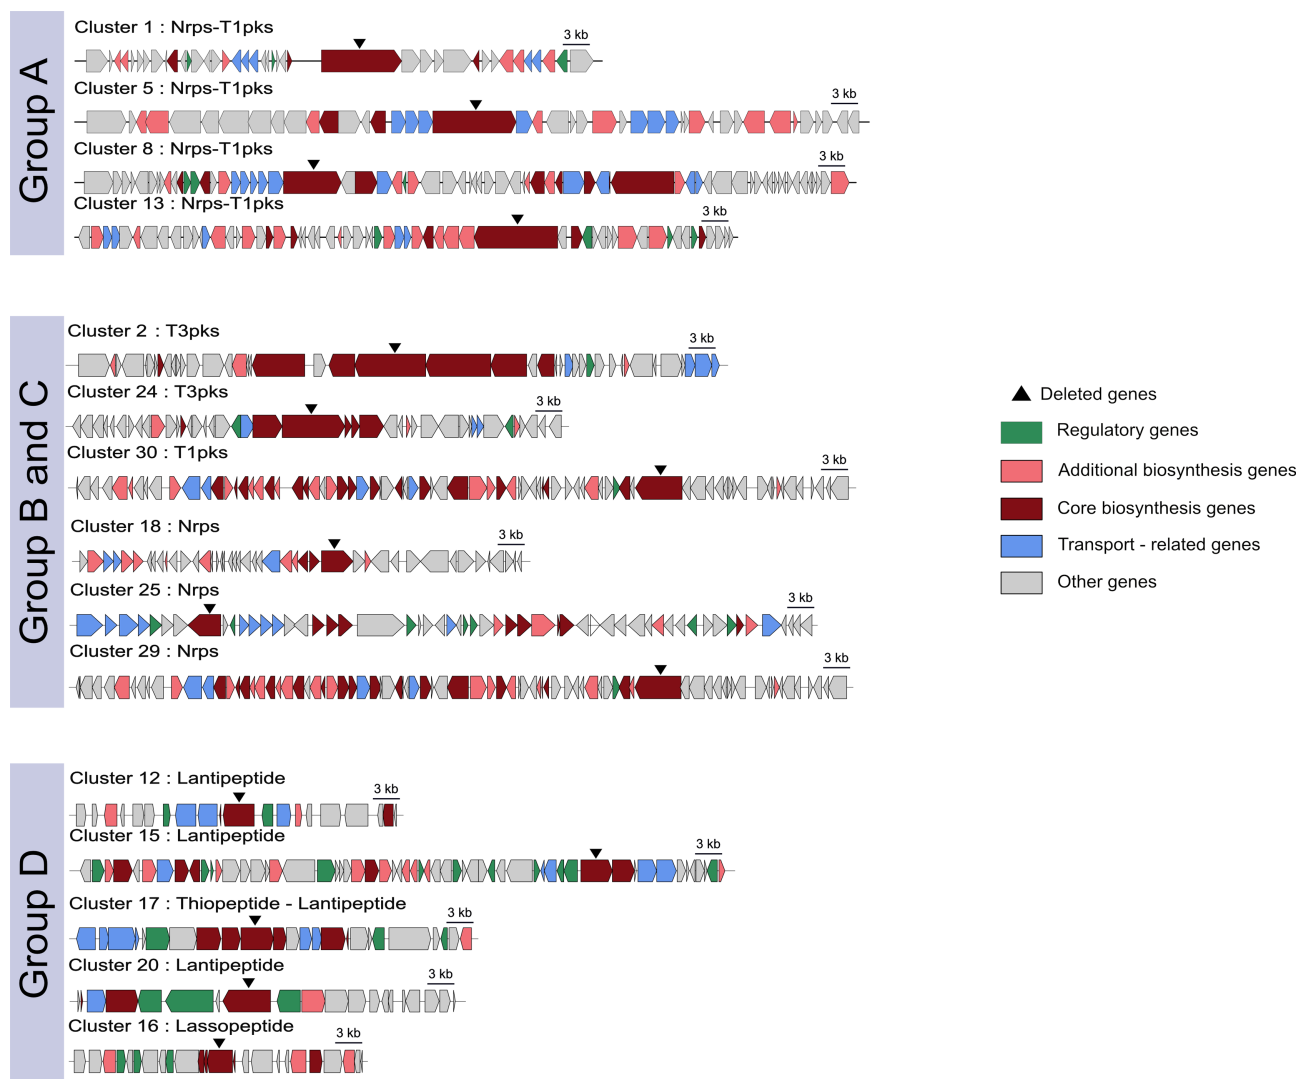 Group A
Cluster 1 : Nrps-T1pks
3 kb
Cluster 5 : Nrps-T1pks
3 kb
Cluster 8 : Nrps-T1pks
3 kb
Cluster 13 : Nrps-T1pks
3 kb
Group B and C
Cluster 2 : T3pks
3 kb
Cluster 24 : T3pks
3 kb
Cluster 30 : T1pks
3 kb
Cluster 18 : Nrps
3 kb
Cluster 25 : Nrps
3 kb
Cluster 29 : Nrps
3 kb
Deleted genes
Regulatory genes
Additional biosynthesis genes
Core biosynthesis genes
Transport - related genes
Other genes
Group D
Cluster 12 : Lantipeptide
3 kb
Cluster 15 : Lantipeptide
3 kb
Cluster 17 : Thiopeptide - Lantipeptide
3 kb
Cluster 20 : Lantipeptide
3 kb
Cluster 16 : Lassopeptide
3 kb